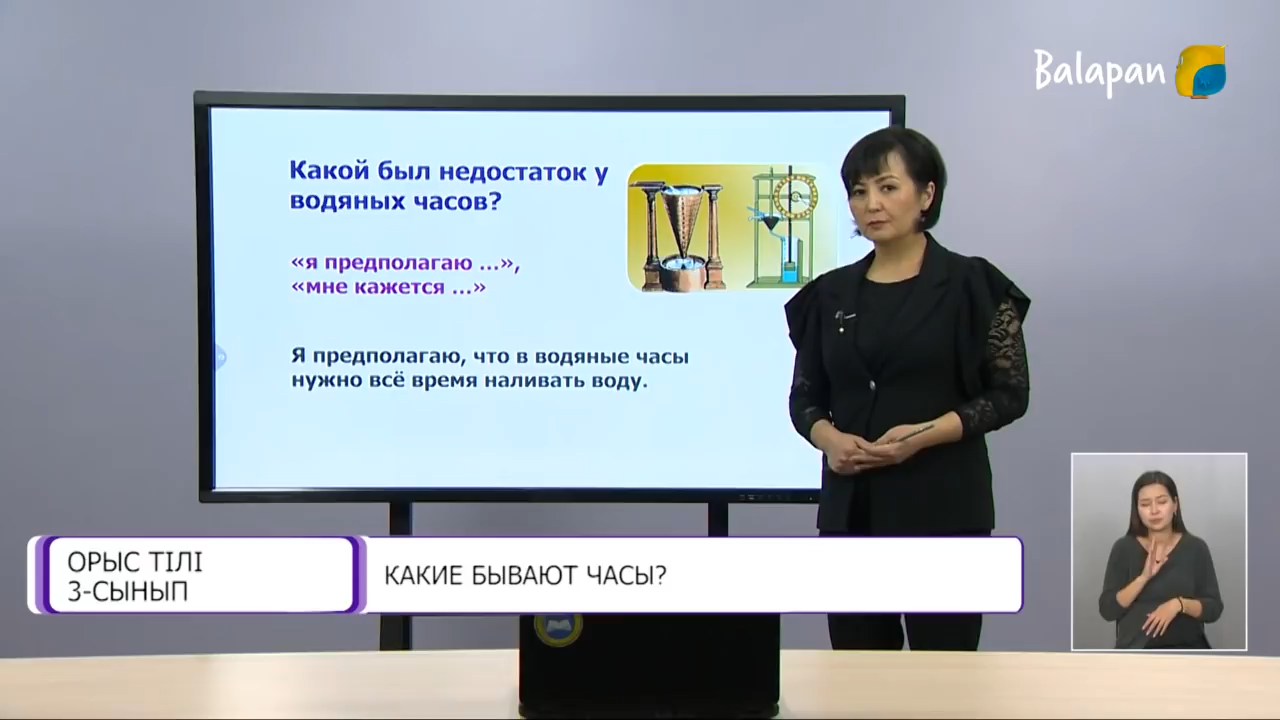 Balapan
Какой был недостаток у
водяных часов?
«я предполагаю ...»,
«мне кажется ...»
Я предполагаю, что в водяные часы
нужно всё время наливать воду.
ОРЫС ТІЛІ
3-СЫНЫП
КАКИЕ БЫВАЮТ ЧАСЫ?